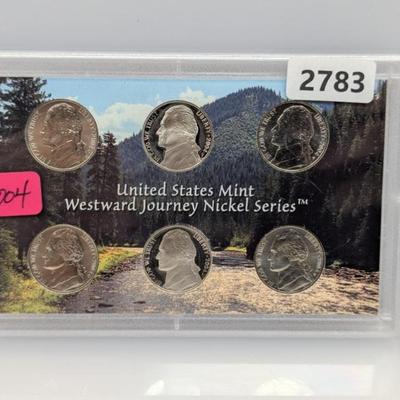 2783
004
United States Mint
Westward Journey Nickel Series™